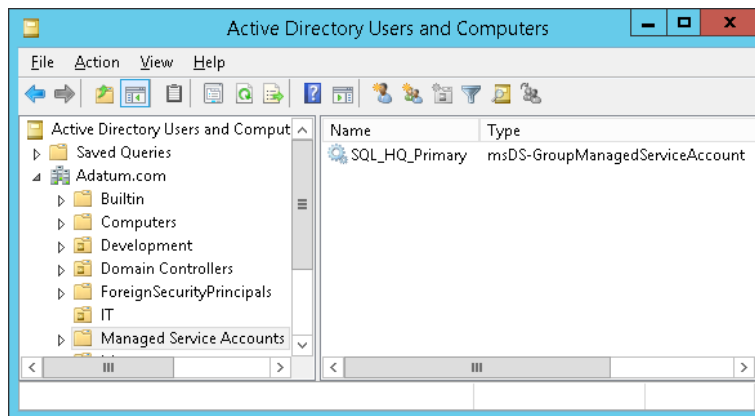 Active Directory Users and Computers
File Action View Help
Active Directory Users and Comput
Saved Queries
Adatum.com
Builtin
Computers
Development
Domain Controllers
ForeignSecurityPrincipals
IT
Managed Service Accounts
Name Type
SQL_HQ_Primary msDS-GroupManagedServiceAccount